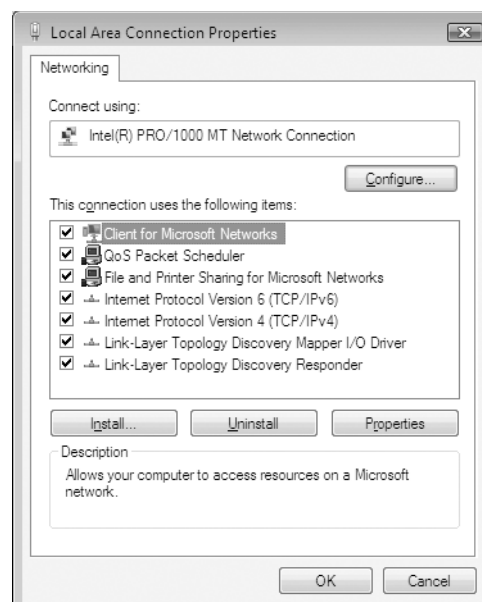 Local Area Connection Properties
Networking
Connect using:
Intel(R) PRO/1000 MT Network Connection
Configure...
This connection uses the following items:
Client for Microsoft Networks
QoS Packet Scheduler
File and Printer Sharing for Microsoft Networks
Internet Protocol Version 6 (TCP/IPv6)
Internet Protocol Version 4 (TCP/IPv4)
Link-Layer Topology Discovery Mapper I/O Driver
Link-Layer Topology Discovery Responder
Install... Uninstall Properties
Description
Allows your computer to access resources on a Microsoft
network.
OK Cancel